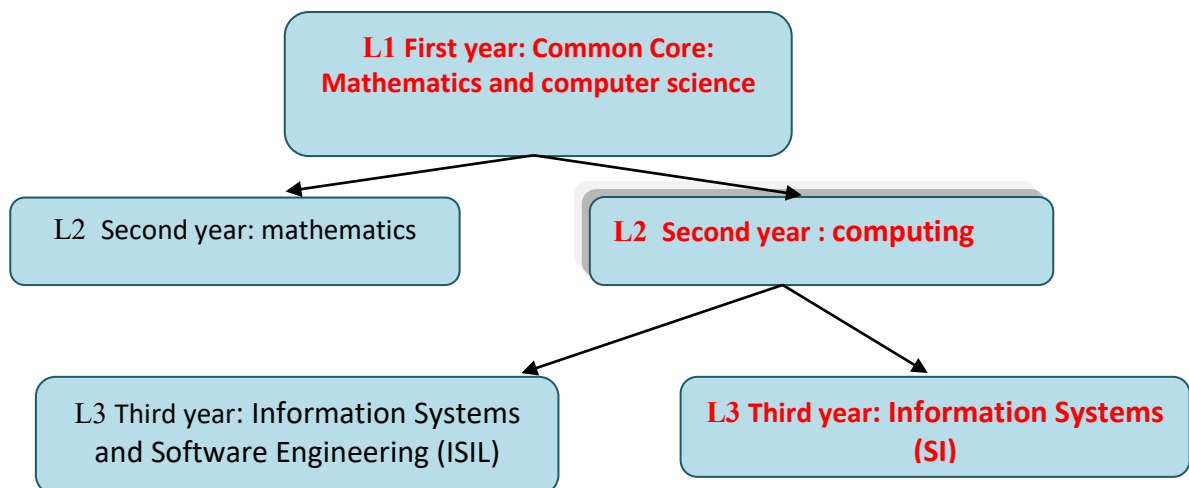 L1 First year: Common Core:
Mathematics and computer science
L2 Second year: mathematics
L2 Second year : computing
L3 Third year: Information Systems
and Software Engineering (ISIL)
L3 Third year: Information Systems
(SI)